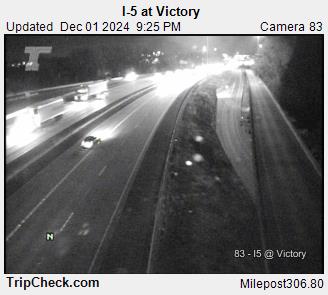 I-5 at Victory
Updated Dec 01 2024 9:25 PM Camera 83
T
N
83 - I5 @ Victory
TripCheck.com Milepost306.80